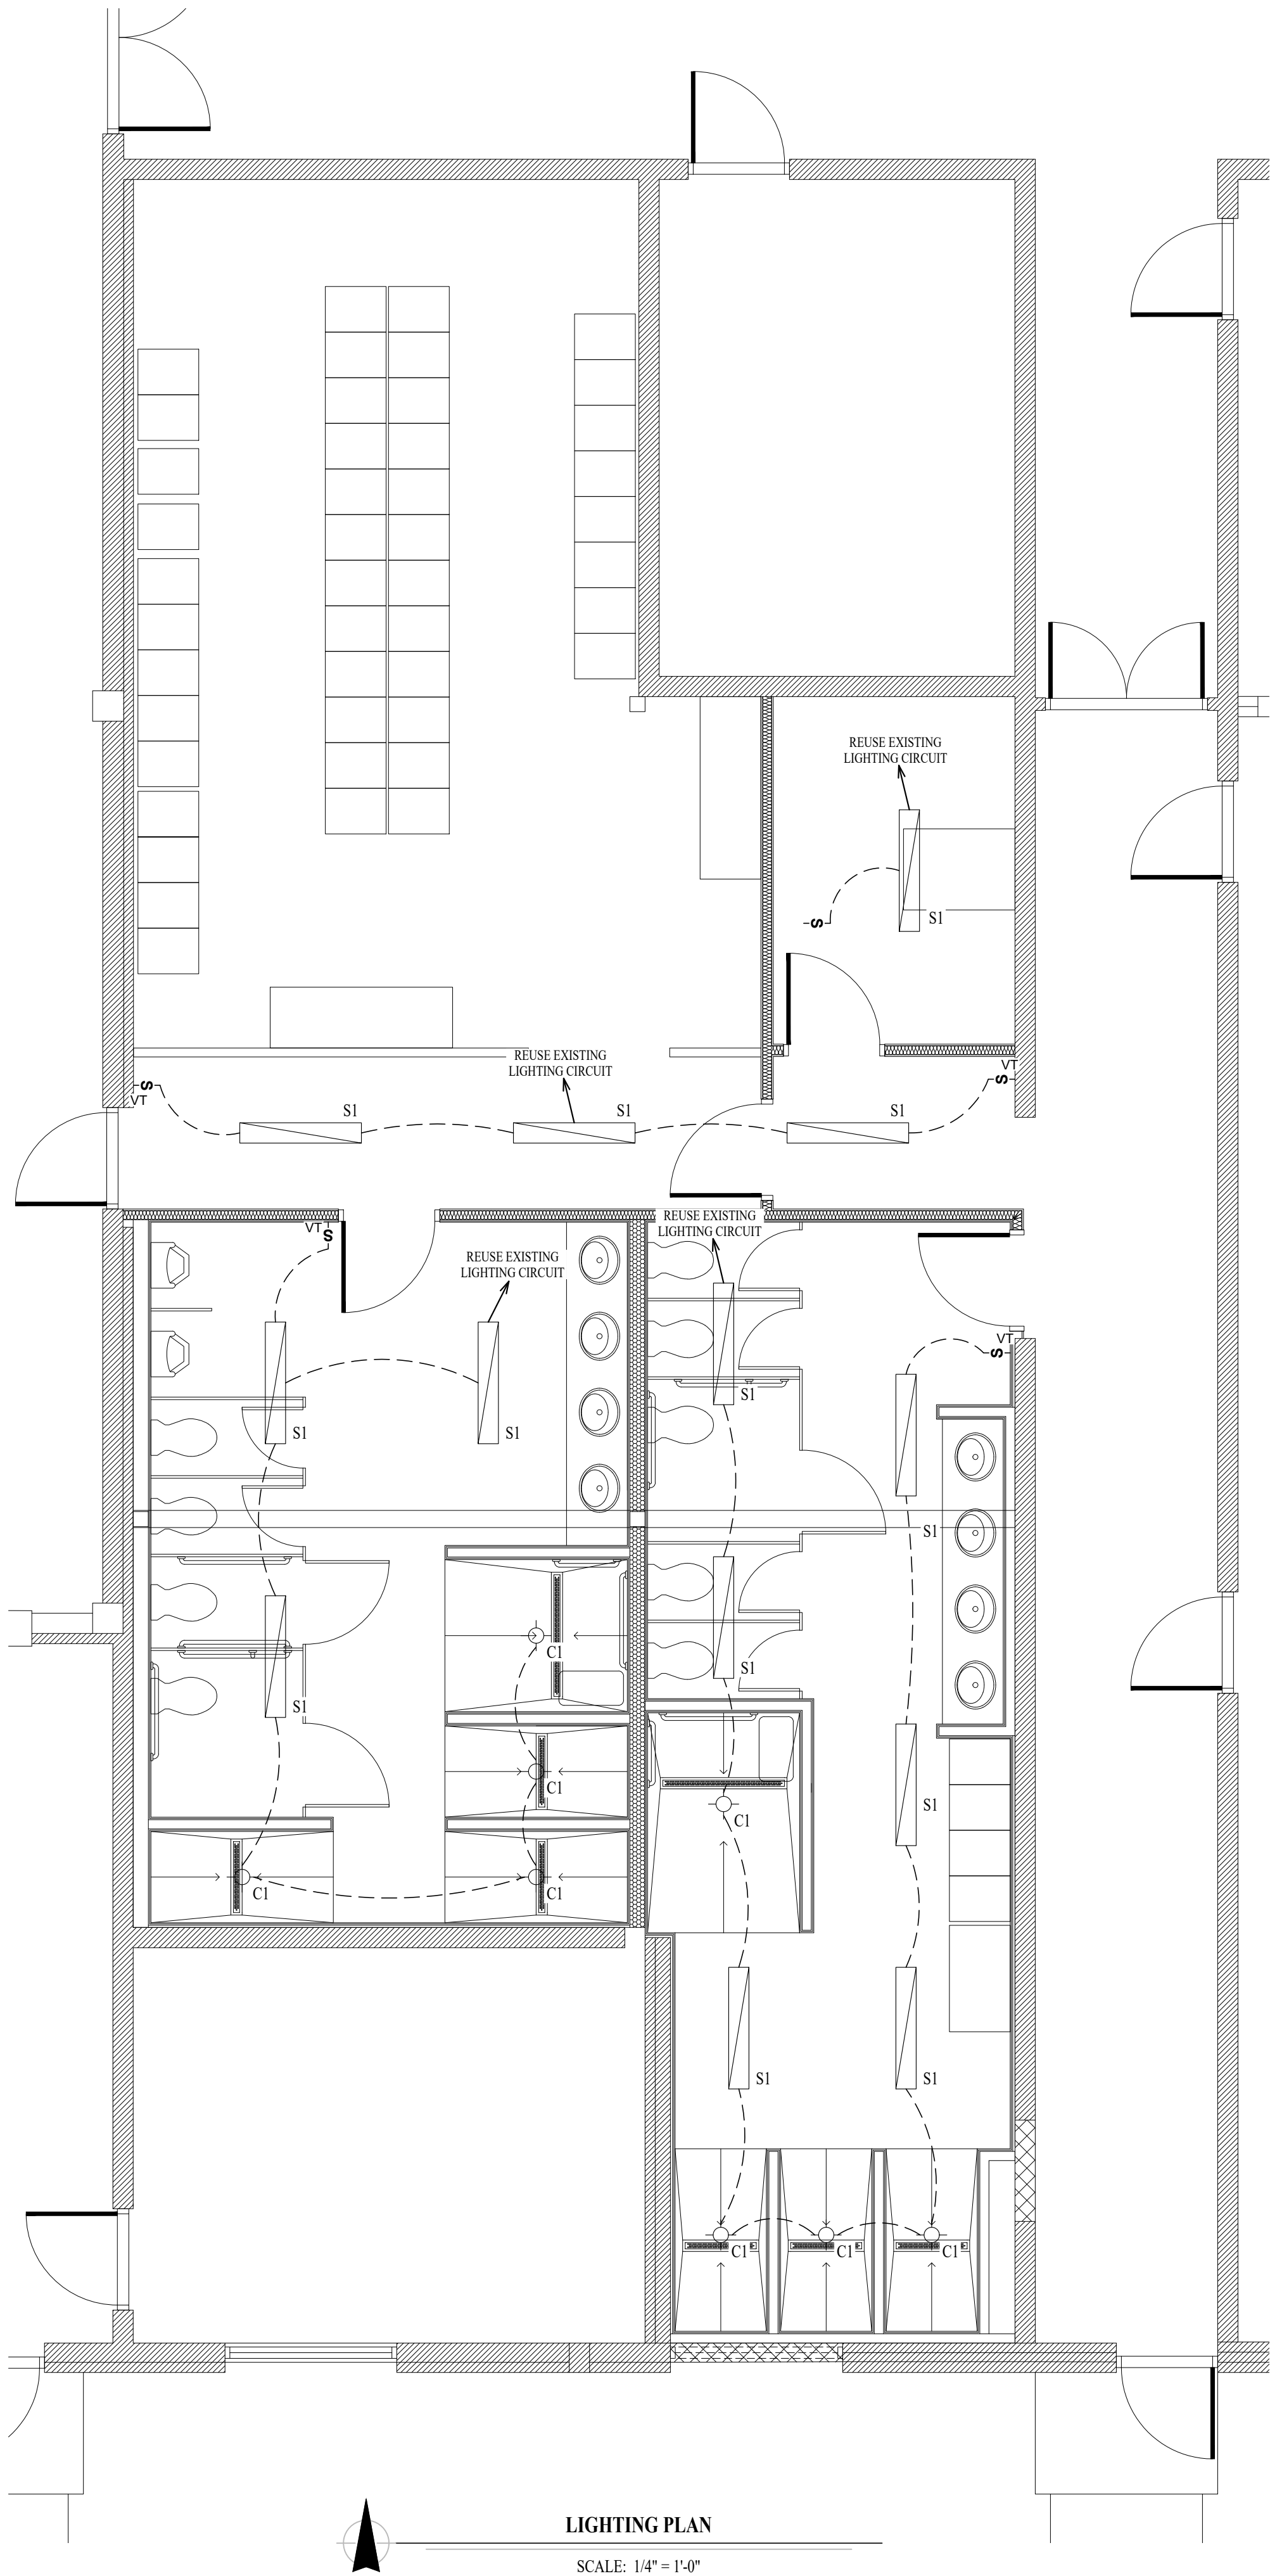 REUSE EXISTING
LIGHTING CIRCUIT
S1
S
REUSE EXISTING
LIGHTING CIRCUIT
VT
S
S
VT
S1
S1
S1
REUSE EXISTING
LIGHTING CIRCUIT
VT
S
REUSE EXISTING
LIGHTING CIRCUIT
VT
S
S1
S1
S1
S1
C1
S1
S1
C1
S1
C1
C1
C1
S1
S1
C1
C1
C1
LIGHTING PLAN
SCALE: 1/4" = 1'-0"